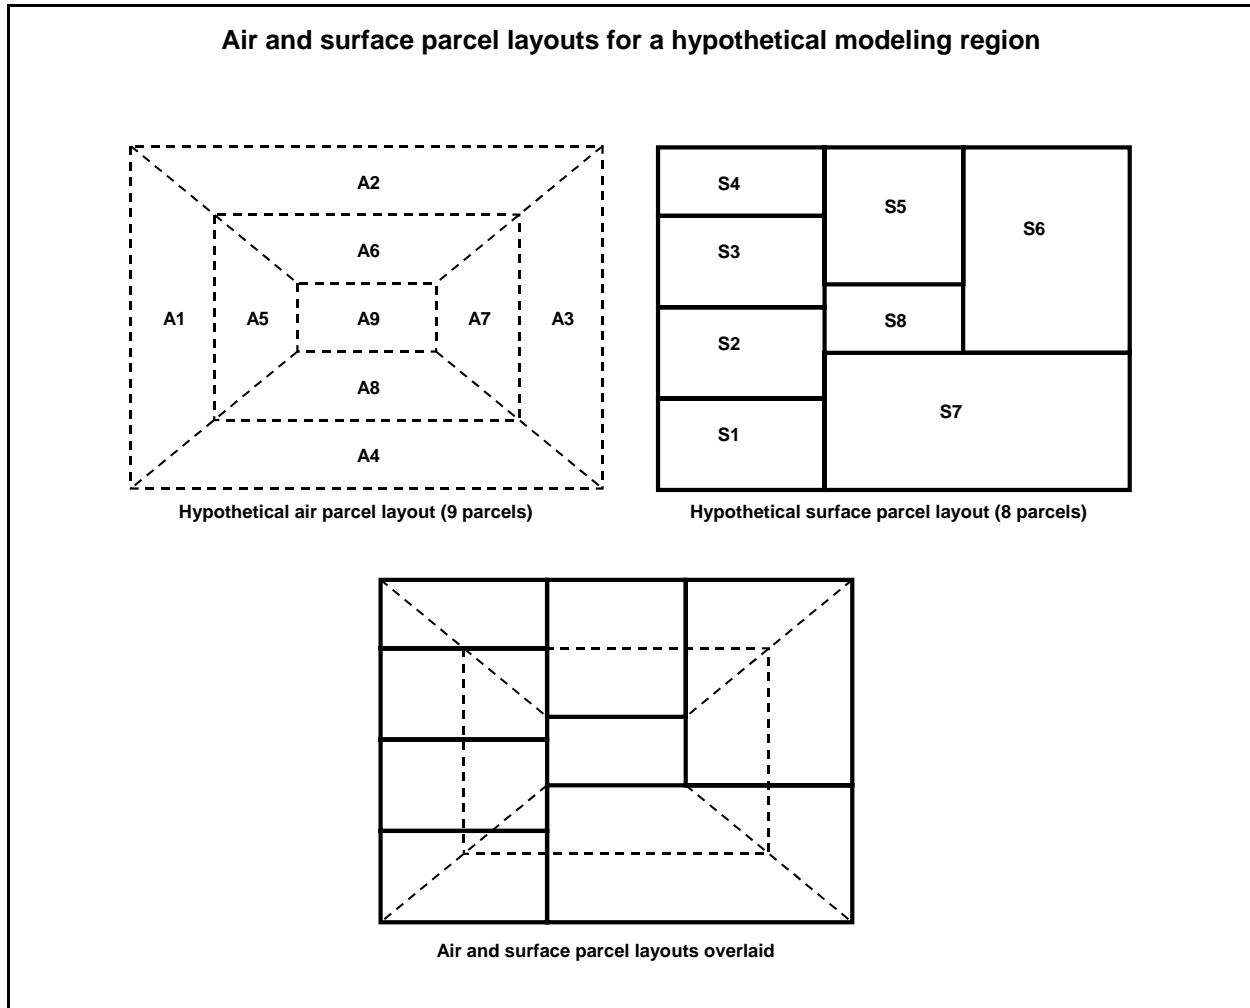 Air and surface parcel layouts for a hypothetical modeling region
A2
A6
A1
A5
A9
A7
A3
A8
A4
Hypothetical air parcel layout (9 parcels)
S4
S5
S6
S3
S8
S2
S7
S1
Hypothetical surface parcel layout (8 parcels)
Air and surface parcel layouts overlaid